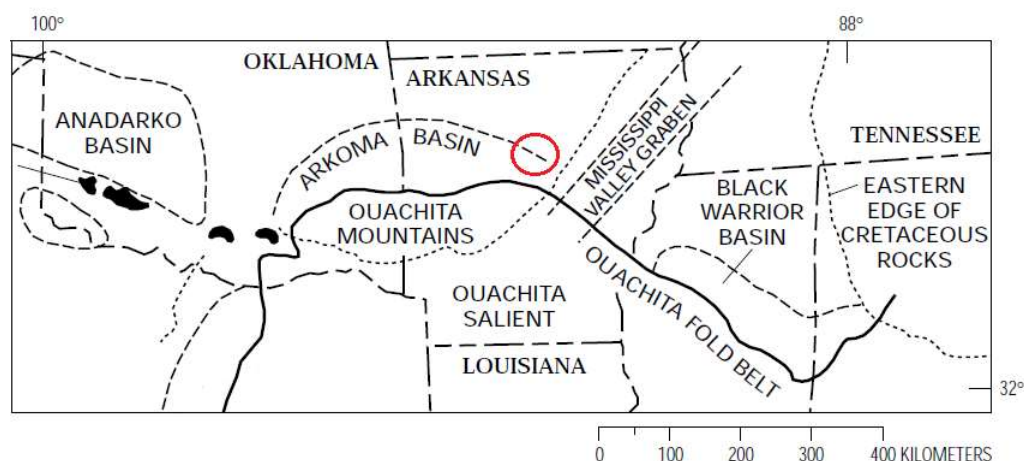 100°
88°
OKLAHOMA
ARKANSAS
ANADARKO
BASIN
ARKOMA BASIN
MISSISSIPPI
VALLEY GRABEN
TENNESSEE
OUACHITA
MOUNTAINS
BLACK
WARRIOR
BASIN
EASTERN
EDGE OF
CRETACEOUS
ROCKS
OUACHITA
SALIENT
OUACHITA FOLD BELT
LOUISIANA
32°
0 100 200 300 400 KILOMETERS